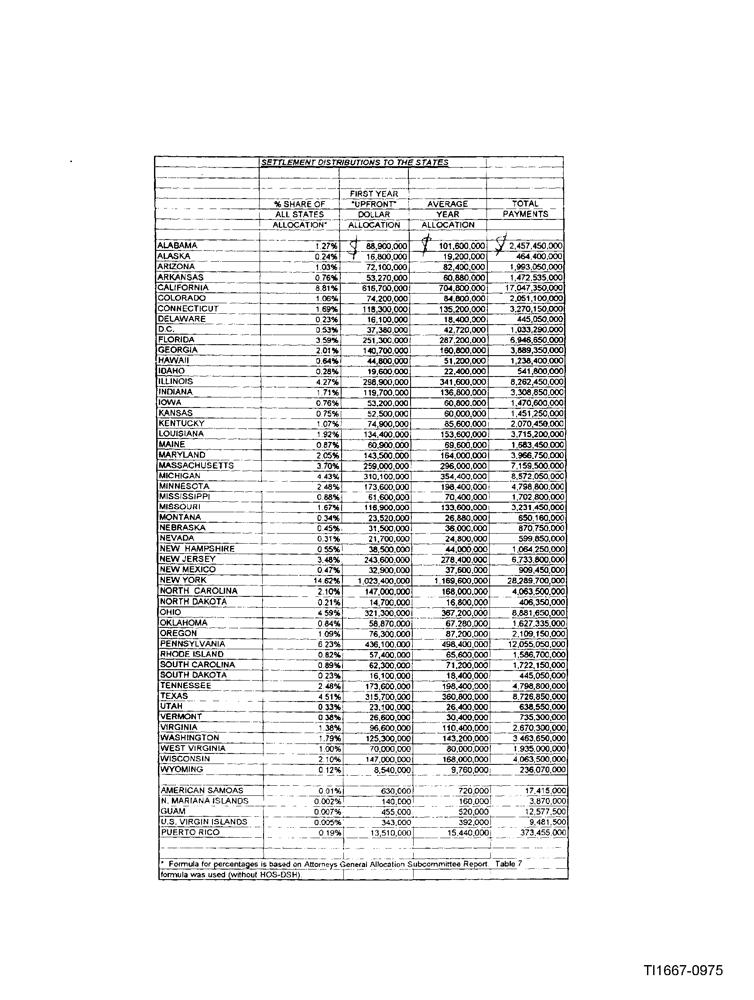 SETTLEMENT DISTRIBUTIONS TO THE STATES
FIRST YEAR
% SHARE OF "UPFRONT" AVERAGE TOTAL
ALL STATES DOLLAR YEAR PAYMENTS
ALLOCATION* ALLOCATION ALLOCATION
ALABAMA 1.27% $ 88,900,000 $ 101,600,000 $ 2,457,450,000
ALASKA 0.24% 16,800,000 19,200,000 464,400,000
ARIZONA 1.03% 72,100,000 82,400,000 1,993,050,000
ARKANSAS 0.76% 53,270,000 60,880,000 1,472,535,000
CALIFORNIA 8.81% 616,700,000 704,800,000 17,047,350,000
COLORADO 1.06% 74,200,000 84,800,000 2,051,100,000
CONNECTICUT 1.69% 118,300,000 135,200,000 3,270,150,000
DELAWARE 0.23% 16,100,000 18,400,000 445,050,000
D.C. 0.53% 37,380,000 42,720,000 1,033,290,000
FLORIDA 3.59% 251,300,000 287,200,000 6,946,650,000
GEORGIA 2.01% 140,700,000 160,800,000 3,889,350,000
HAWAII 0.64% 44,800,000 51,200,000 1,238,400,000
IDAHO 0.28% 19,600,000 22,400,000 541,800,000
ILLINOIS 4.27% 298,900,000 341,600,000 8,262,450,000
INDIANA 1.71% 119,700,000 136,800,000 3,308,850,000
IOWA 0.76% 53,200,000 60,800,000 1,470,600,000
KANSAS 0.75% 52,500,000 60,000,000 1,451,250,000
KENTUCKY 1.07% 74,900,000 85,600,000 2,070,450,000
LOUISIANA 1.92% 134,400,000 153,600,000 3,715,200,000
MAINE 0.87% 60,900,000 69,600,000 1,683,450,000
MARYLAND 2.05% 143,500,000 164,000,000 3,966,750,000
MASSACHUSETTS 3.70% 259,000,000 296,000,000 7,159,500,000
MICHIGAN 4.43% 310,100,000 354,400,000 8,572,050,000
MINNESOTA 2.48% 173,600,000 198,400,000 4,798,800,000
MISSISSIPPI 0.88% 61,600,000 70,400,000 1,702,800,000
MISSOURI 1.67% 116,900,000 133,600,000 3,231,450,000
MONTANA 0.34% 23,520,000 26,880,000 650,160,000
NEBRASKA 0.45% 31,500,000 36,000,000 870,750,000
NEVADA 0.31% 21,700,000 24,800,000 599,850,000
NEW HAMPSHIRE 0.55% 38,500,000 44,000,000 1,064,250,000
NEW JERSEY 3.48% 243,600,000 278,400,000 6,733,800,000
NEW MEXICO 0.47% 32,900,000 37,600,000 909,450,000
NEW YORK 14.62% 1,023,400,000 1,169,600,000 28,289,700,000
NORTH CAROLINA 2.10% 147,000,000 168,000,000 4,063,500,000
NORTH DAKOTA 0.21% 14,700,000 16,800,000 406,350,000
OHIO 4.59% 321,300,000 367,200,000 8,881,650,000
OKLAHOMA 0.84% 58,870,000 67,280,000 1,627,335,000
OREGON 1.09% 76,300,000 87,200,000 2,109,150,000
PENNSYLVANIA 6.23% 436,100,000 498,400,000 12,055,050,000
RHODE ISLAND 0.82% 57,400,000 65,600,000 1,586,700,000
SOUTH CAROLINA 0.89% 62,300,000 71,200,000 1,722,150,000
SOUTH DAKOTA 0.23% 16,100,000 18,400,000 445,050,000
TENNESSEE 2.48% 173,600,000 198,400,000 4,798,800,000
TEXAS 4.51% 315,700,000 360,800,000 8,726,850,000
UTAH 0.33% 23,100,000 26,400,000 638,550,000
VERMONT 0.38% 26,600,000 30,400,000 735,300,000
VIRGINIA 1.38% 96,600,000 110,400,000 2,670,300,000
WASHINGTON 1.79% 125,300,000 143,200,000 3,463,650,000
WEST VIRGINIA 1.00% 70,000,000 80,000,000 1,935,000,000
WISCONSIN 2.10% 147,000,000 168,000,000 4,063,500,000
WYOMING 0.12% 8,540,000 9,760,000 236,070,000
AMERICAN SAMOAS 0.01% 630,000 720,000 17,415,000
N. MARIANA ISLANDS 0.002% 140,000 160,000 3,870,000
GUAM 0.007% 455,000 520,000 12,577,500
U.S. VIRGIN ISLANDS 0.005% 343,000 392,000 9,481,500
PUERTO RICO 0.19% 13,510,000 15,440,000 373,455,000
* Formula for percentages is based on Attorneys General Allocation Subcommittee Report. Table 7
formula was used (without HOS-DSH).
TI1667-0975